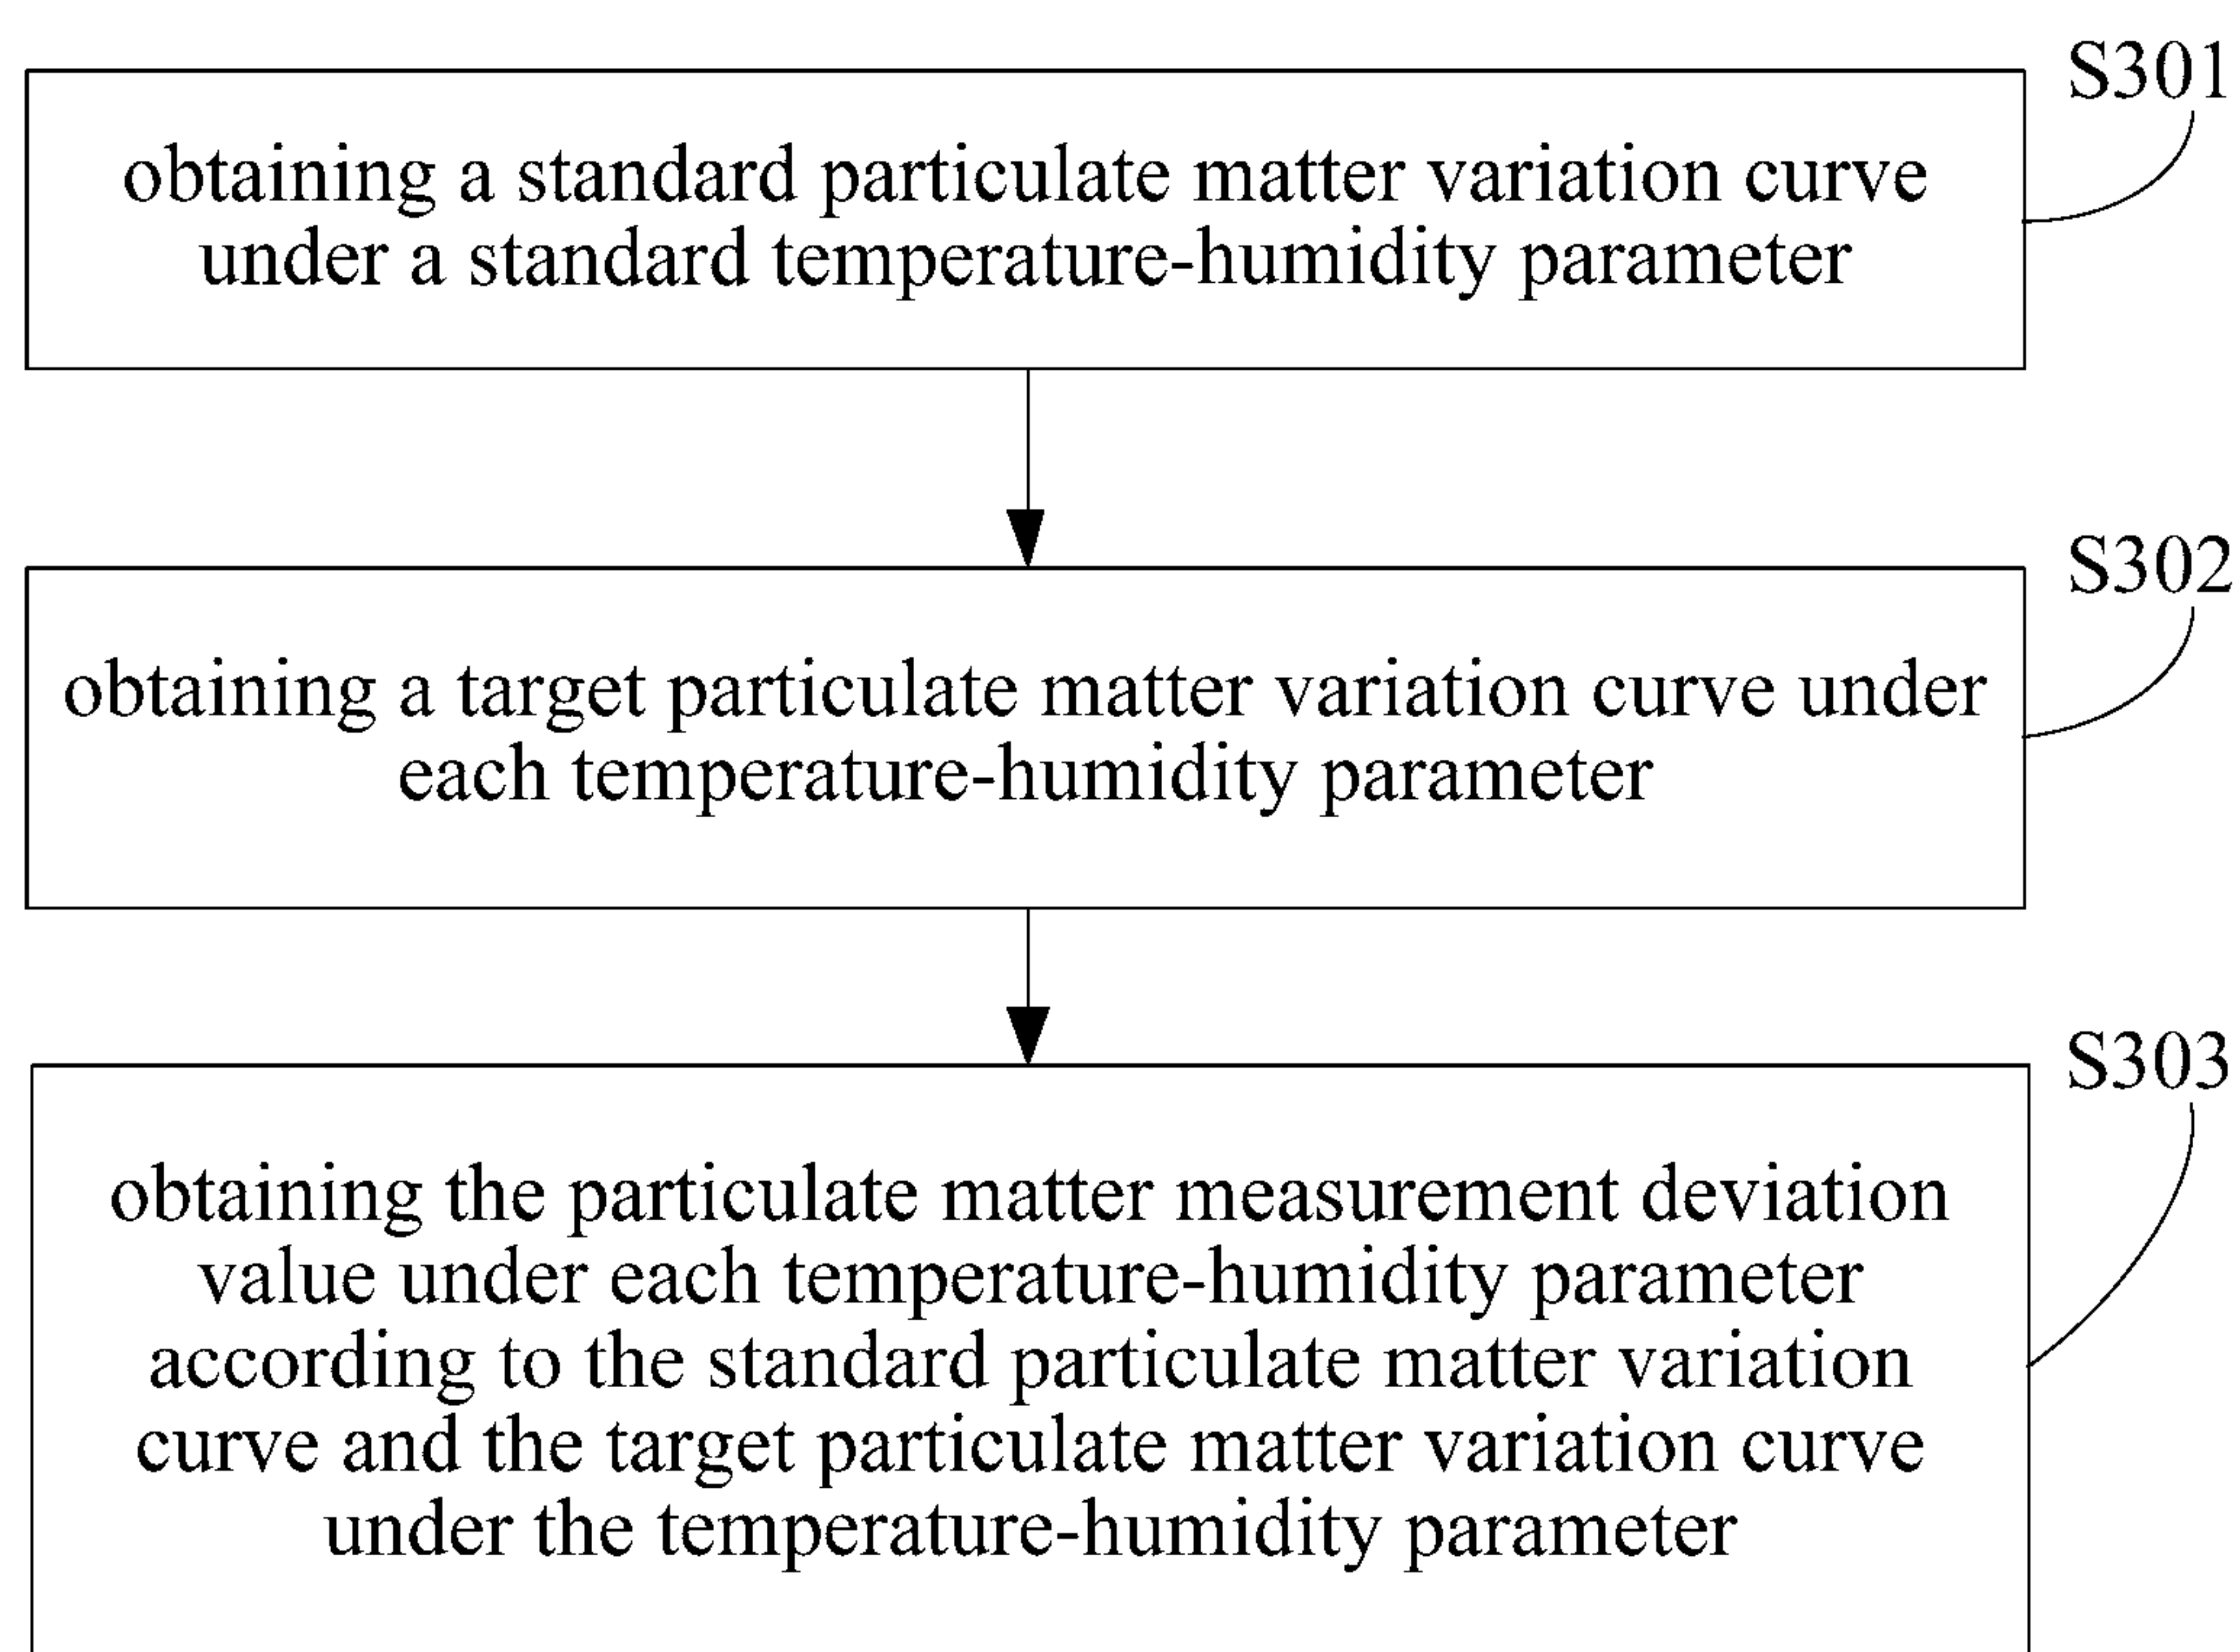 S301
obtaining a standard particulate matter variation curve
under a standard temperature-humidity parameter
S302
obtaining a target particulate matter variation curve under
each temperature-humidity parameter
S303
obtaining the particulate matter measurement deviation
value under each temperature-humidity parameter
according to the standard particulate matter variation
curve and the target particulate matter variation curve
under the temperature-humidity parameter